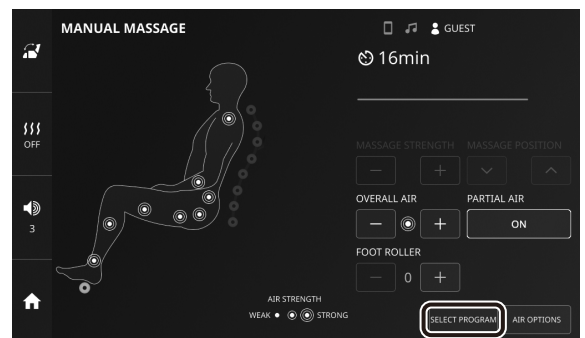 MANUAL MASSAGE
GUEST
16min
OFF
3
MASSAGE STRENGTH MASSAGE POSITION
OVERALL AIR PARTIAL AIR
− + ON
FOOT ROLLER
− 0 +
AIR STRENGTH
WEAK STRONG
SELECT PROGRAM AIR OPTIONS